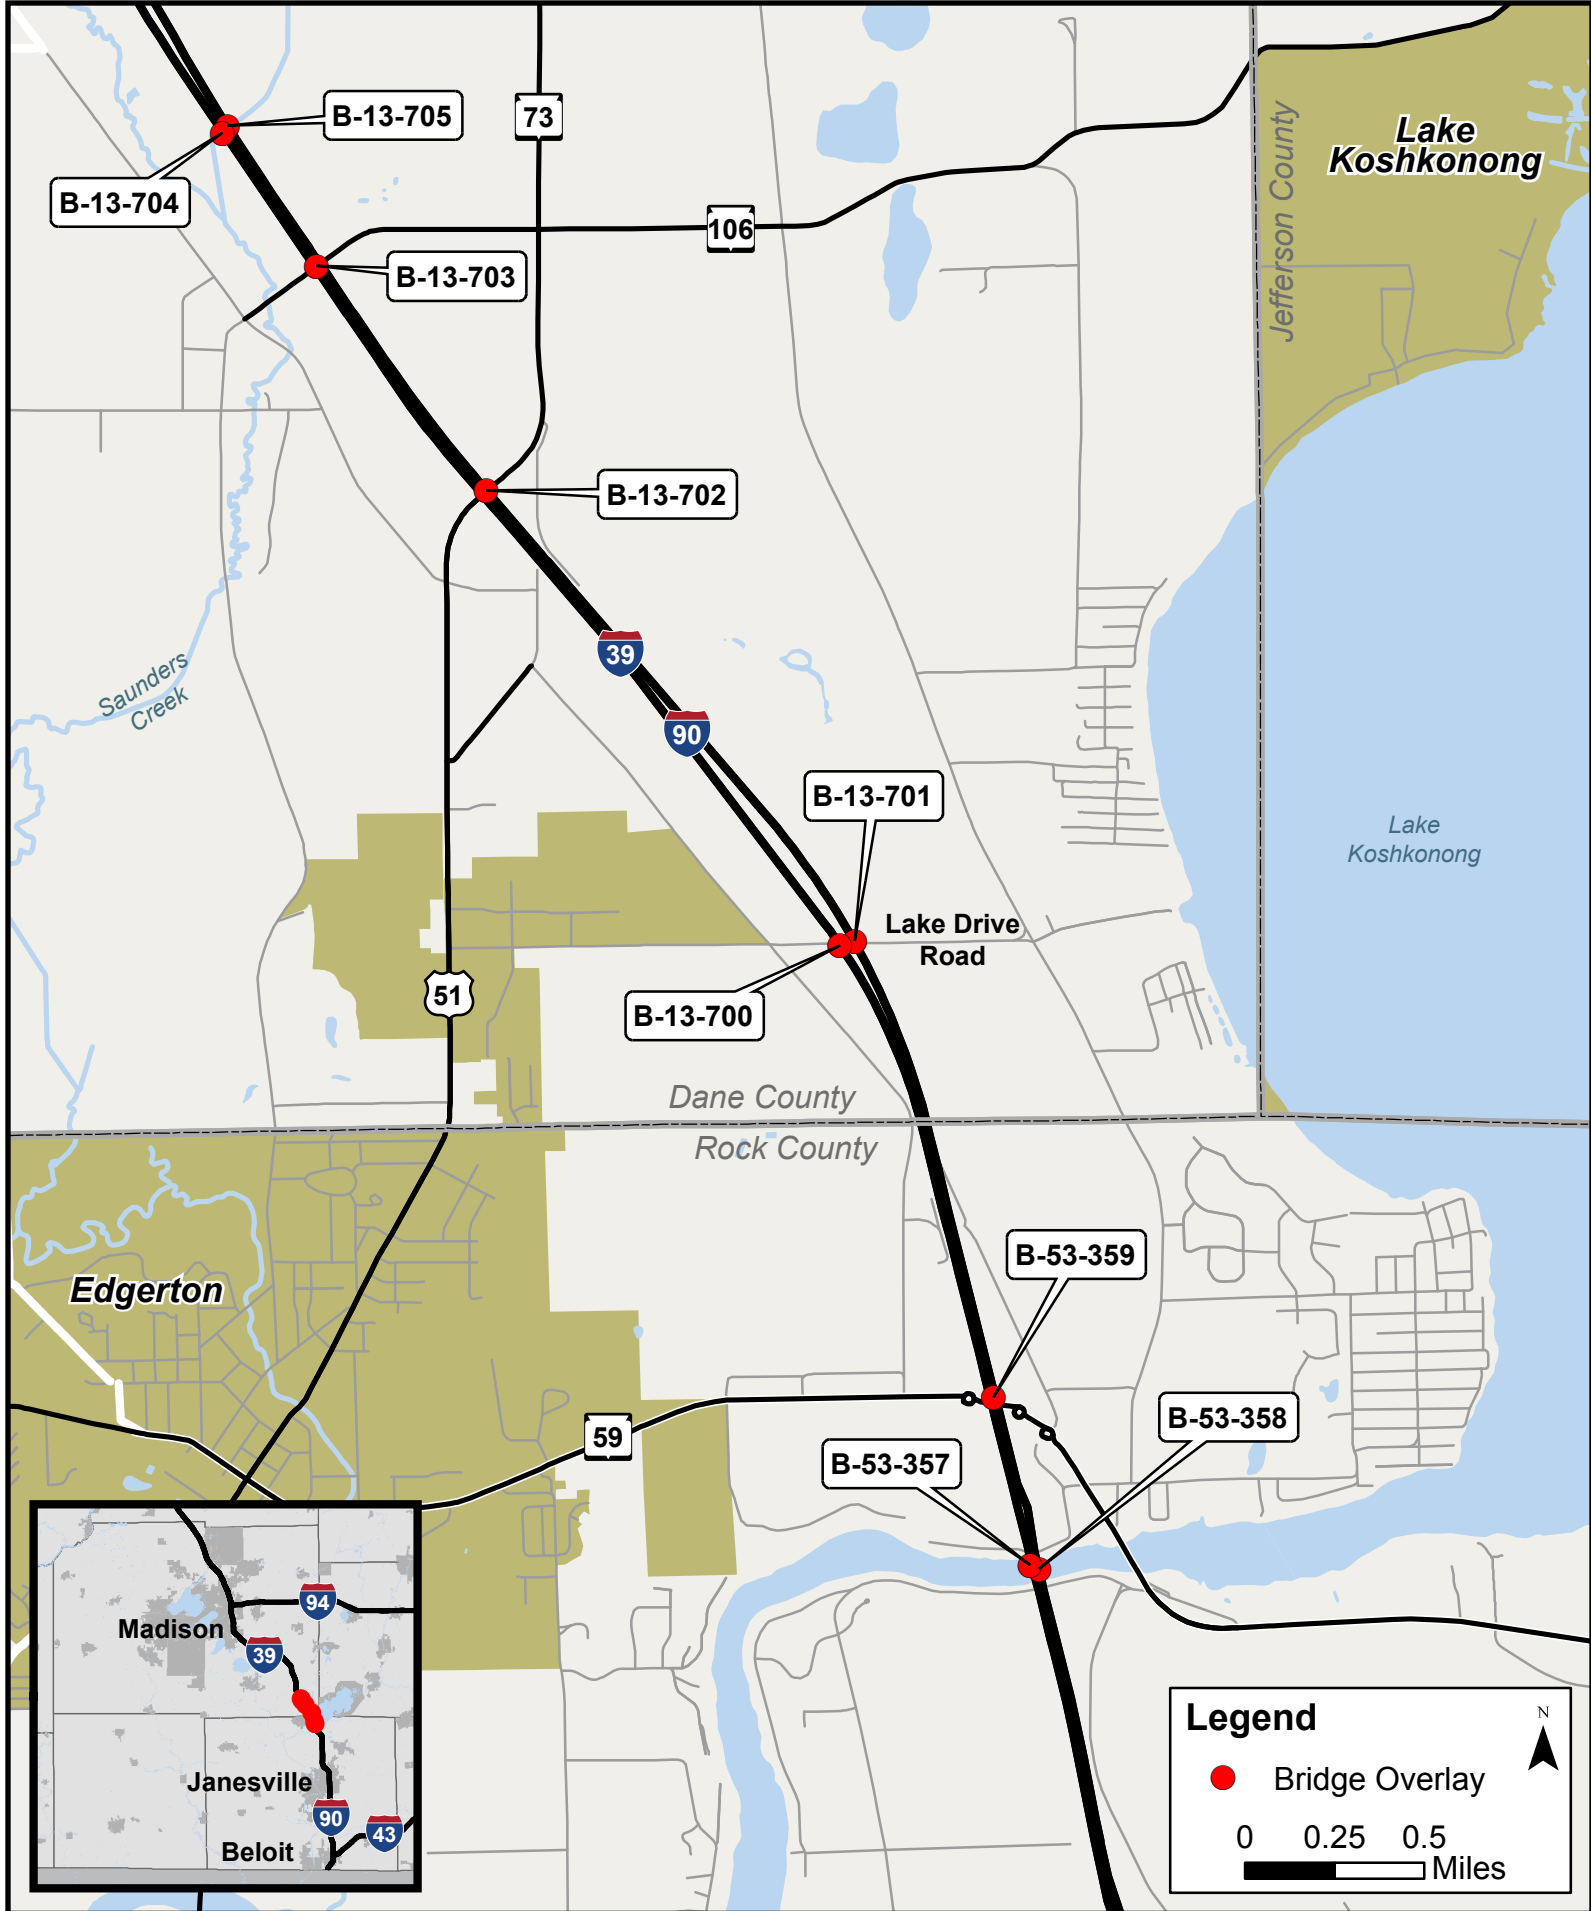 B-13-705
73
Lake
Koshkonong
Jefferson County
B-13-704
106
B-13-703
B-13-702
39
Saunders
Creek
90
B-13-701
Lake
Koshkonong
Lake Drive
Road
51
B-13-700
Dane County
Rock County
B-53-359
Edgerton
B-53-358
59
B-53-357
94
Madison
39
Janesville
90
43
Beloit
Legend
N
Bridge Overlay
0 0.25 0.5
Miles